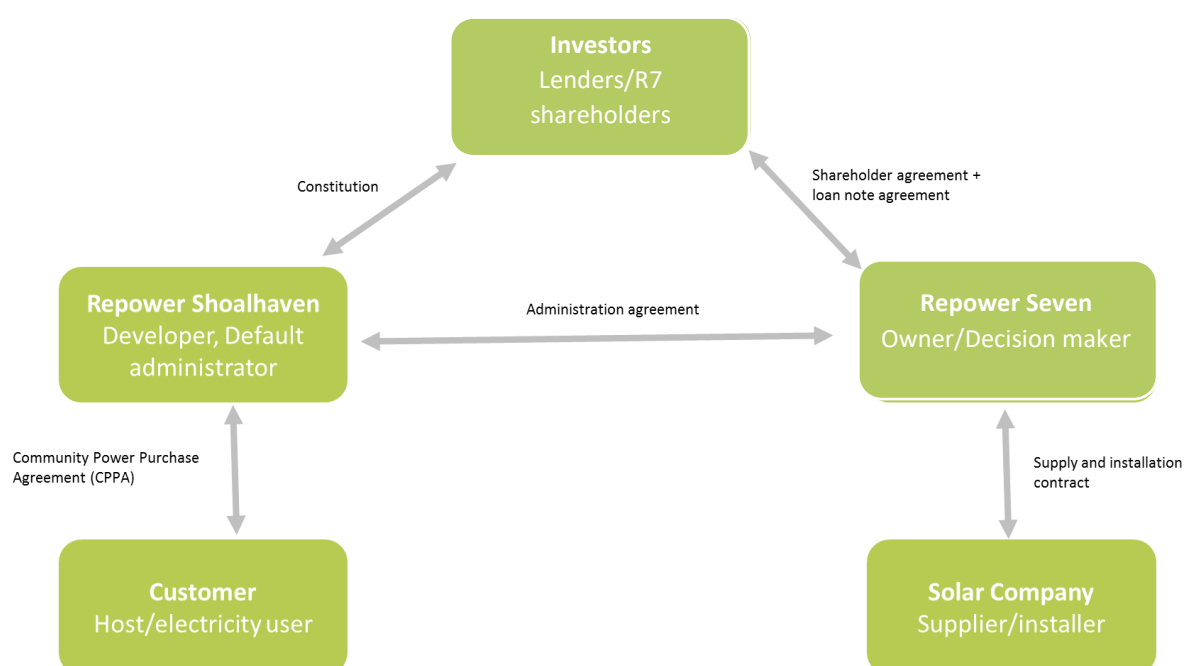 Investors
Lenders/R7
shareholders
Constitution
Shareholder agreement +
loan note agreement
Repower Shoalhaven
Developer, Default
administrator
Administration agreement
Repower Seven
Owner/Decision maker
Community Power Purchase
Agreement (CPPA)
Supply and installation
contract
Customer
Host/electricity user
Solar Company
Supplier/installer